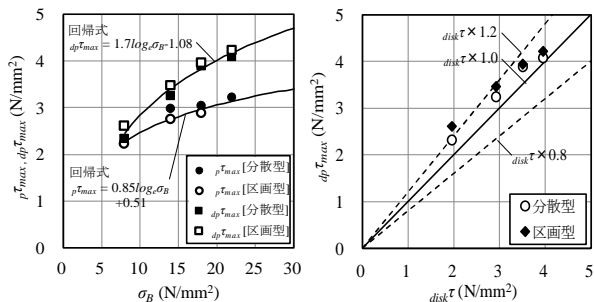 5
4
3
2
1
0
0 10 20 30
pτmax, dpτmax (N/mm²)
σB (N/mm²)
回帰式
dpτmax = 1.7logeσB-1.08
回帰式
pτmax = 0.85logeσB
+0.51
pτmax [分散型]
pτmax [区画型]
dpτmax [分散型]
dpτmax [区画型]
5
4
3
2
1
0
0 1 2 3 4 5
dpτmax (N/mm²)
diskτ (N/mm²)
diskτ×1.2
diskτ×1.0
diskτ×0.8
分散型
区画型